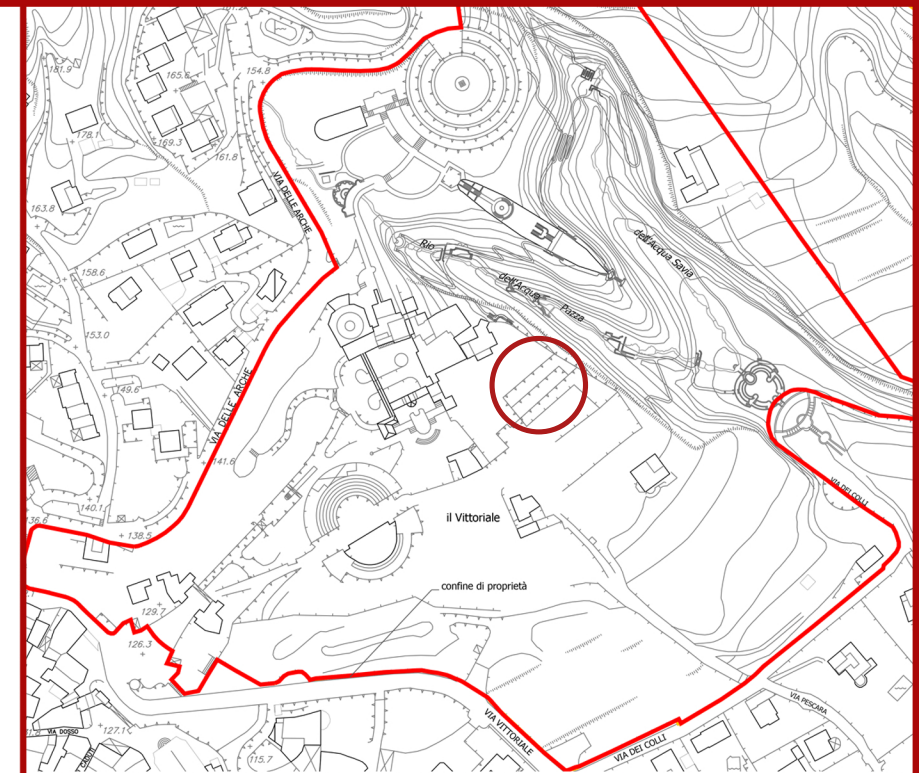 181.9
165.6
154.8
178.1
169.3
161.8
VIA DELLE ARCHE
163.8
Rio
dell'Acqua
Pazza
dell'Acqua Savia
158.6
153.0
149.6
VIA DELLE ARCHE
141.6
140.1
136.6
138.5
il Vittoriale
VIA DEI COLLI
confine di proprietà
129.7
126.3
VIA PESCARA
VIA VITTORIALE
VIA DEI COLLI
VIA DOSSO
127.1
115.7